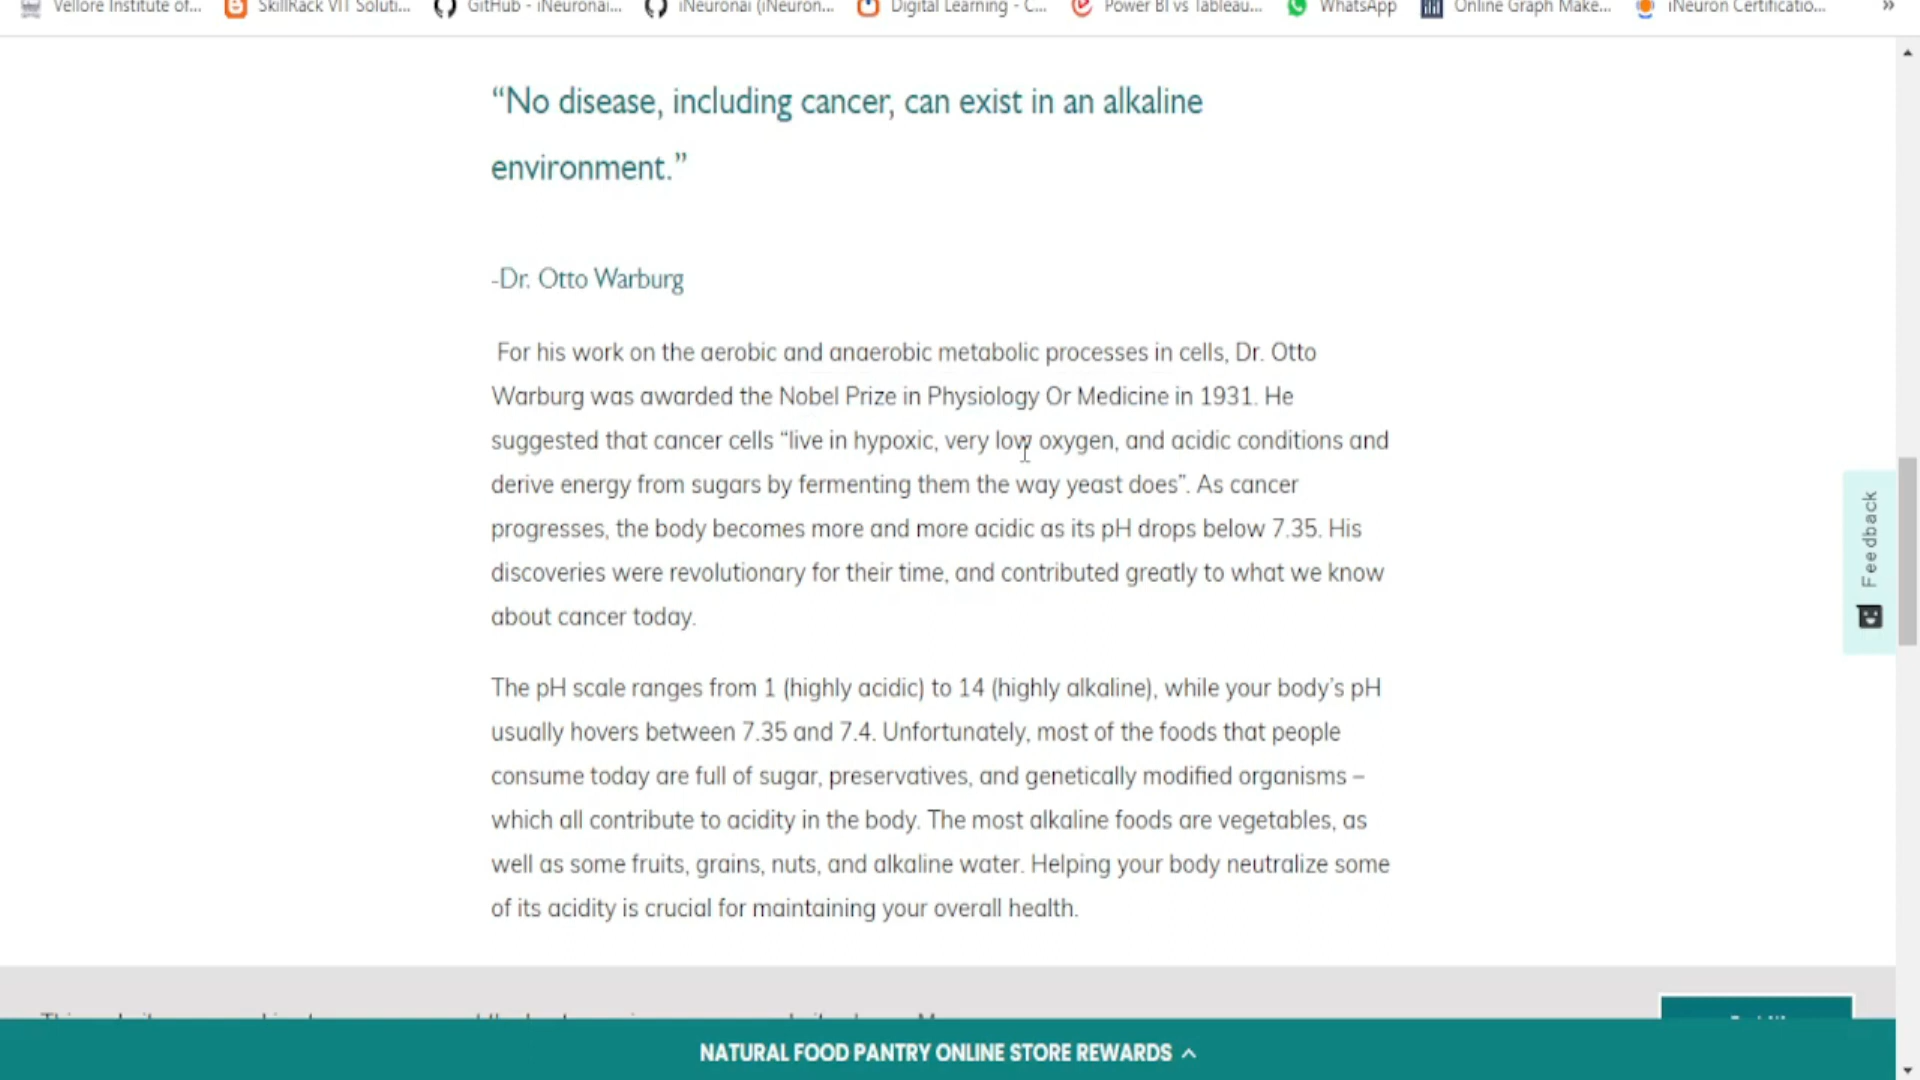 Vellore Institute of...
SkillRack VIT Soluti...
GitHub - iNeuronai...
iNeuronai (iNeuron...
Digital Learning - C...
Power BI vs Tableau...
WhatsApp
Online Graph Make...
iNeuron Certificatio...
»
“No disease, including cancer, can exist in an alkaline
environment.”
-Dr. Otto Warburg
For his work on the aerobic and anaerobic metabolic processes in cells, Dr. Otto
Warburg was awarded the Nobel Prize in Physiology Or Medicine in 1931. He
suggested that cancer cells “live in hypoxic, very low oxygen, and acidic conditions and
derive energy from sugars by fermenting them the way yeast does”. As cancer
progresses, the body becomes more and more acidic as its pH drops below 7.35. His
discoveries were revolutionary for their time, and contributed greatly to what we know
about cancer today.
The pH scale ranges from 1 (highly acidic) to 14 (highly alkaline), while your body’s pH
usually hovers between 7.35 and 7.4. Unfortunately, most of the foods that people
consume today are full of sugar, preservatives, and genetically modified organisms –
which all contribute to acidity in the body. The most alkaline foods are vegetables, as
well as some fruits, grains, nuts, and alkaline water. Helping your body neutralize some
of its acidity is crucial for maintaining your overall health.
Feedback
NATURAL FOOD PANTRY ONLINE STORE REWARDS